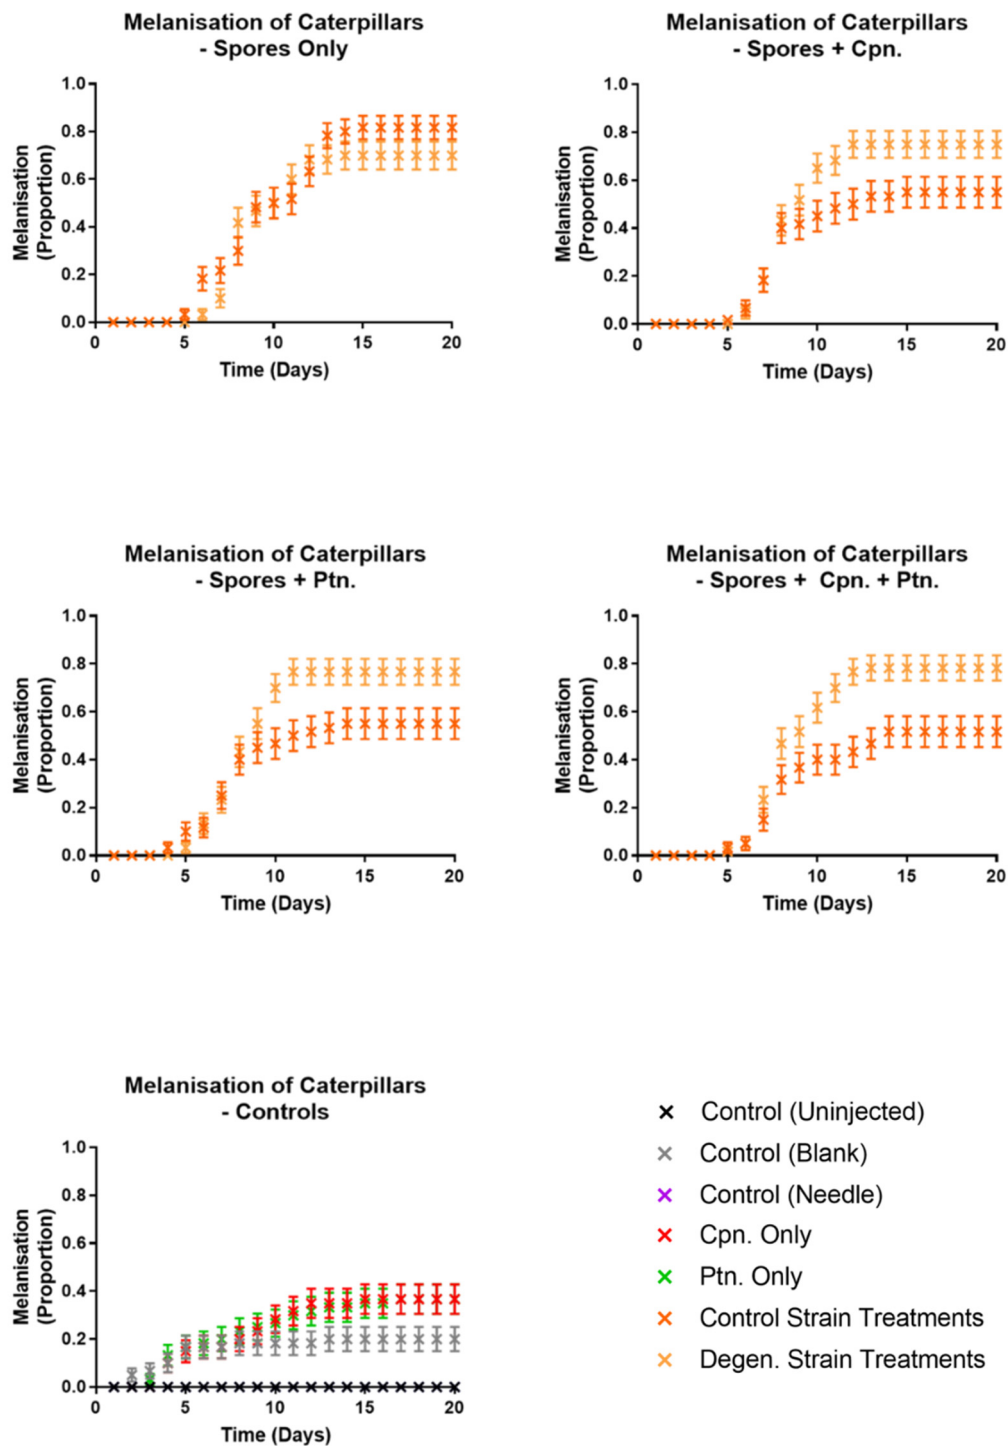 Melanisation of Caterpillars
- Spores Only
1.0
0.8
0.6
0.4
0.2
0.0
Melanisation
(Proportion)
0 5 10 15 20
Time (Days)
Melanisation of Caterpillars
- Spores + Cpn.
1.0
0.8
0.6
0.4
0.2
0.0
Melanisation
(Proportion)
0 5 10 15 20
Time (Days)
Melanisation of Caterpillars
- Spores + Ptn.
1.0
0.8
0.6
0.4
0.2
0.0
Melanisation
(Proportion)
0 5 10 15 20
Time (Days)
Melanisation of Caterpillars
- Spores + Cpn. + Ptn.
1.0
0.8
0.6
0.4
0.2
0.0
Melanisation
(Proportion)
0 5 10 15 20
Time (Days)
Melanisation of Caterpillars
- Controls
1.0
0.8
0.6
0.4
0.2
0.0
Melanisation
(Proportion)
0 5 10 15 20
Time (Days)
Control (Uninjected)
Control (Blank)
Control (Needle)
Cpn. Only
Ptn. Only
Control Strain Treatments
Degen. Strain Treatments